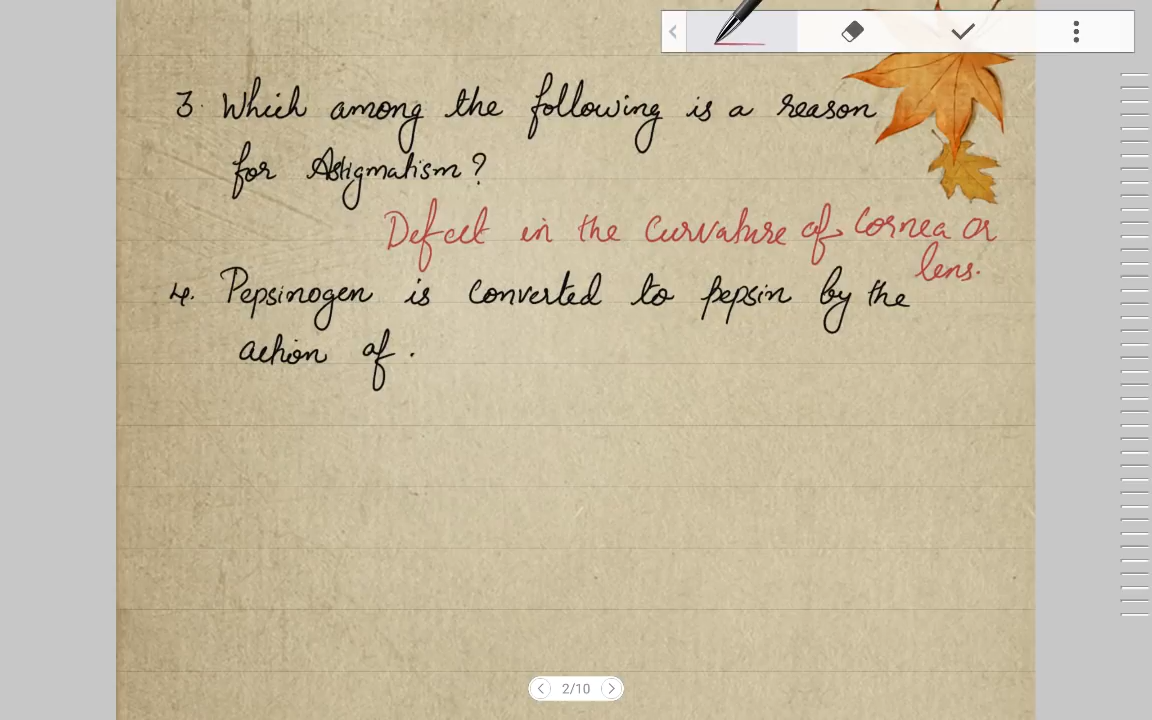 3. Which among the following is a reason
for Astigmatism?
Defect in the curvature of cornea or
lens.
4. Pepsinogen is converted to pepsin by the
action of.
2/10